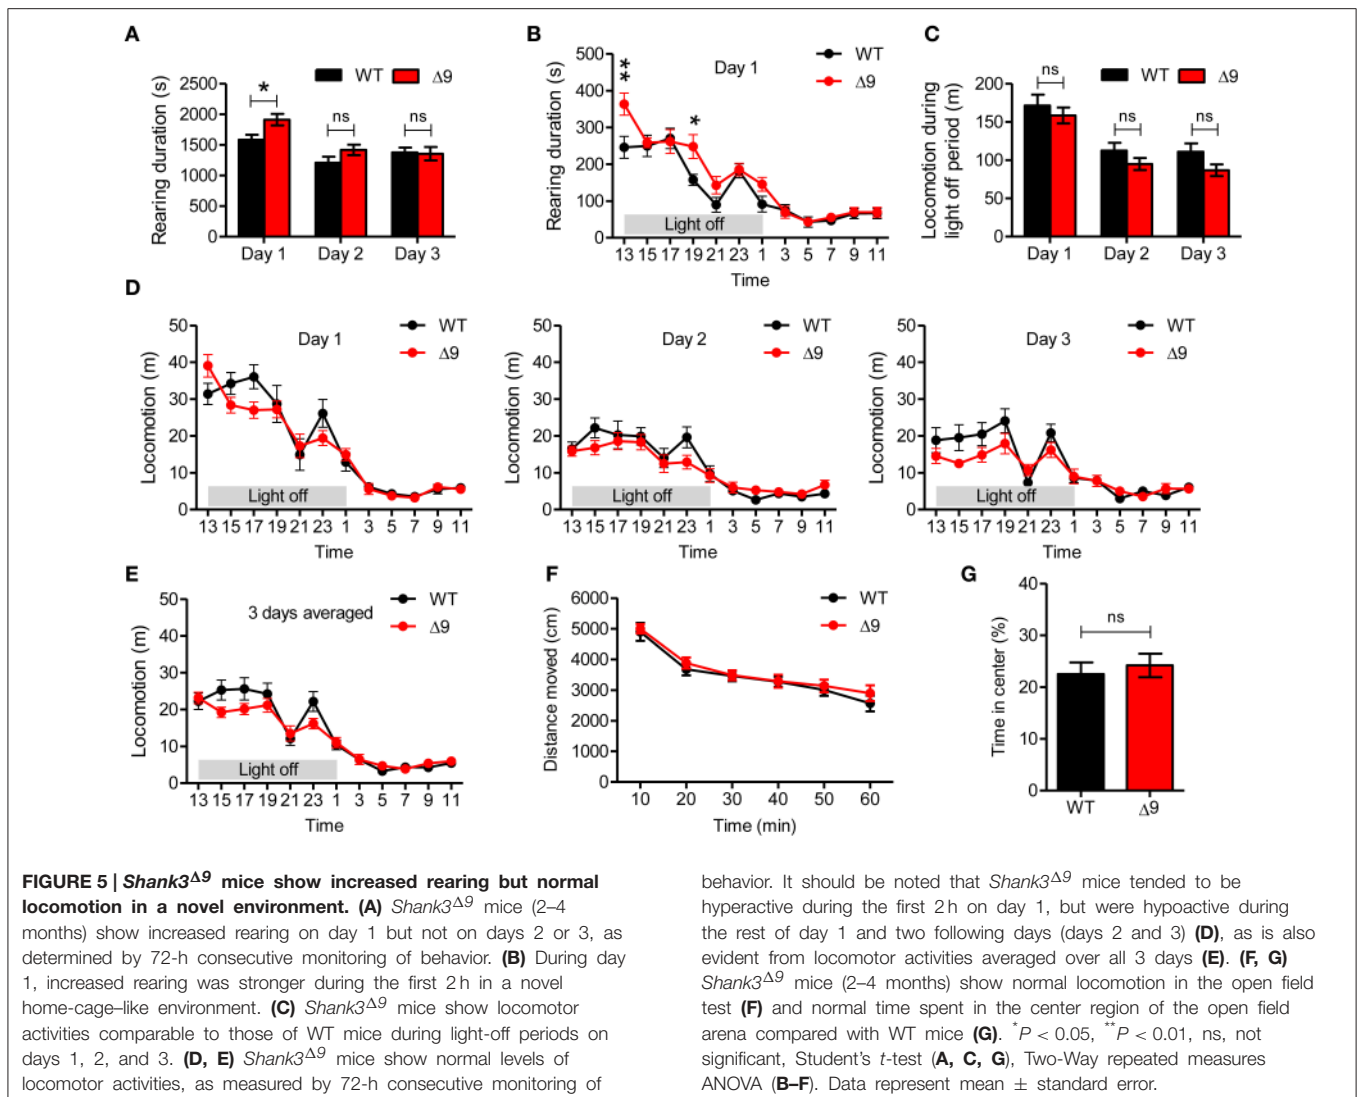 A
WT
Δ9
Rearing duration (s)
2500
2000
1500
1000
500
0
*
ns
ns
Day 1
Day 2
Day 3
B
Day 1
WT
Δ9
Rearing duration (s)
500
400
300
200
100
0
**
*
Light off
13 15 17 19 21 23 1 3 5 7 9 11
Time
C
WT
Δ9
Locomotion during
light off period (m)
200
150
100
50
0
ns
ns
ns
Day 1
Day 2
Day 3
D
Day 1
WT
Δ9
Locomotion (m)
50
40
30
20
10
0
Light off
13 15 17 19 21 23 1 3 5 7 9 11
Time
Day 2
WT
Δ9
Locomotion (m)
50
40
30
20
10
0
Light off
13 15 17 19 21 23 1 3 5 7 9 11
Time
Day 3
WT
Δ9
Locomotion (m)
50
40
30
20
10
0
Light off
13 15 17 19 21 23 1 3 5 7 9 11
Time
E
3 days averaged
WT
Δ9
Locomotion (m)
50
40
30
20
10
0
Light off
13 15 17 19 21 23 1 3 5 7 9 11
Time
F
WT
Δ9
Distance moved (cm)
6000
5000
4000
3000
2000
1000
0
10 20 30 40 50 60
Time (min)
G
Time in center (%)
40
30
20
10
0
ns
WT
Δ9
FIGURE 5 | Shank3Δ9 mice show increased rearing but normal
locomotion in a novel environment. (A) Shank3Δ9 mice (2–4
months) show increased rearing on day 1 but not on days 2 or 3, as
determined by 72-h consecutive monitoring of behavior. (B) During day
1, increased rearing was stronger during the first 2 h in a novel
home-cage–like environment. (C) Shank3Δ9 mice show locomotor
activities comparable to those of WT mice during light-off periods on
days 1, 2, and 3. (D, E) Shank3Δ9 mice show normal levels of
locomotor activities, as measured by 72-h consecutive monitoring of
behavior. It should be noted that Shank3Δ9 mice tended to be
hyperactive during the first 2 h on day 1, but were hypoactive during
the rest of day 1 and two following days (days 2 and 3) (D), as is also
evident from locomotor activities averaged over all 3 days (E). (F, G)
Shank3Δ9 mice (2–4 months) show normal locomotion in the open field
test (F) and normal time spent in the center region of the open field
arena compared with WT mice (G). *P < 0.05, **P < 0.01, ns, not
significant, Student's t-test (A, C, G), Two-Way repeated measures
ANOVA (B–F). Data represent mean ± standard error.